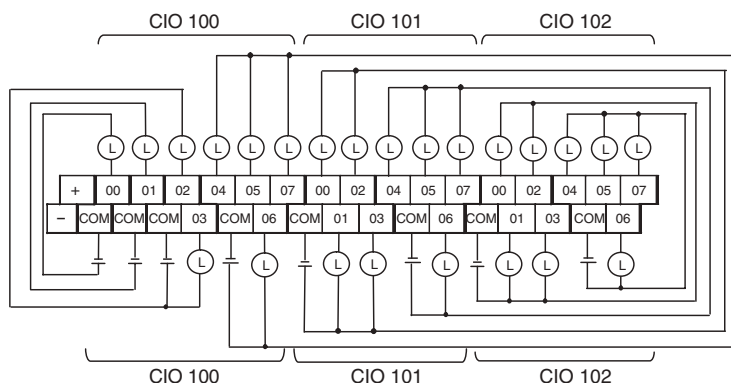 CIO 100 CIO 101 CIO 102
L L L L L L L L L L L L L L L L
+ 00 01 02 04 05 07 00 02 04 05 07 00 02 04 05 07
− COM COM COM 03 COM 06 COM 01 03 COM 06 COM 01 03 COM 06
L L L L L L L L
CIO 100 CIO 101 CIO 102